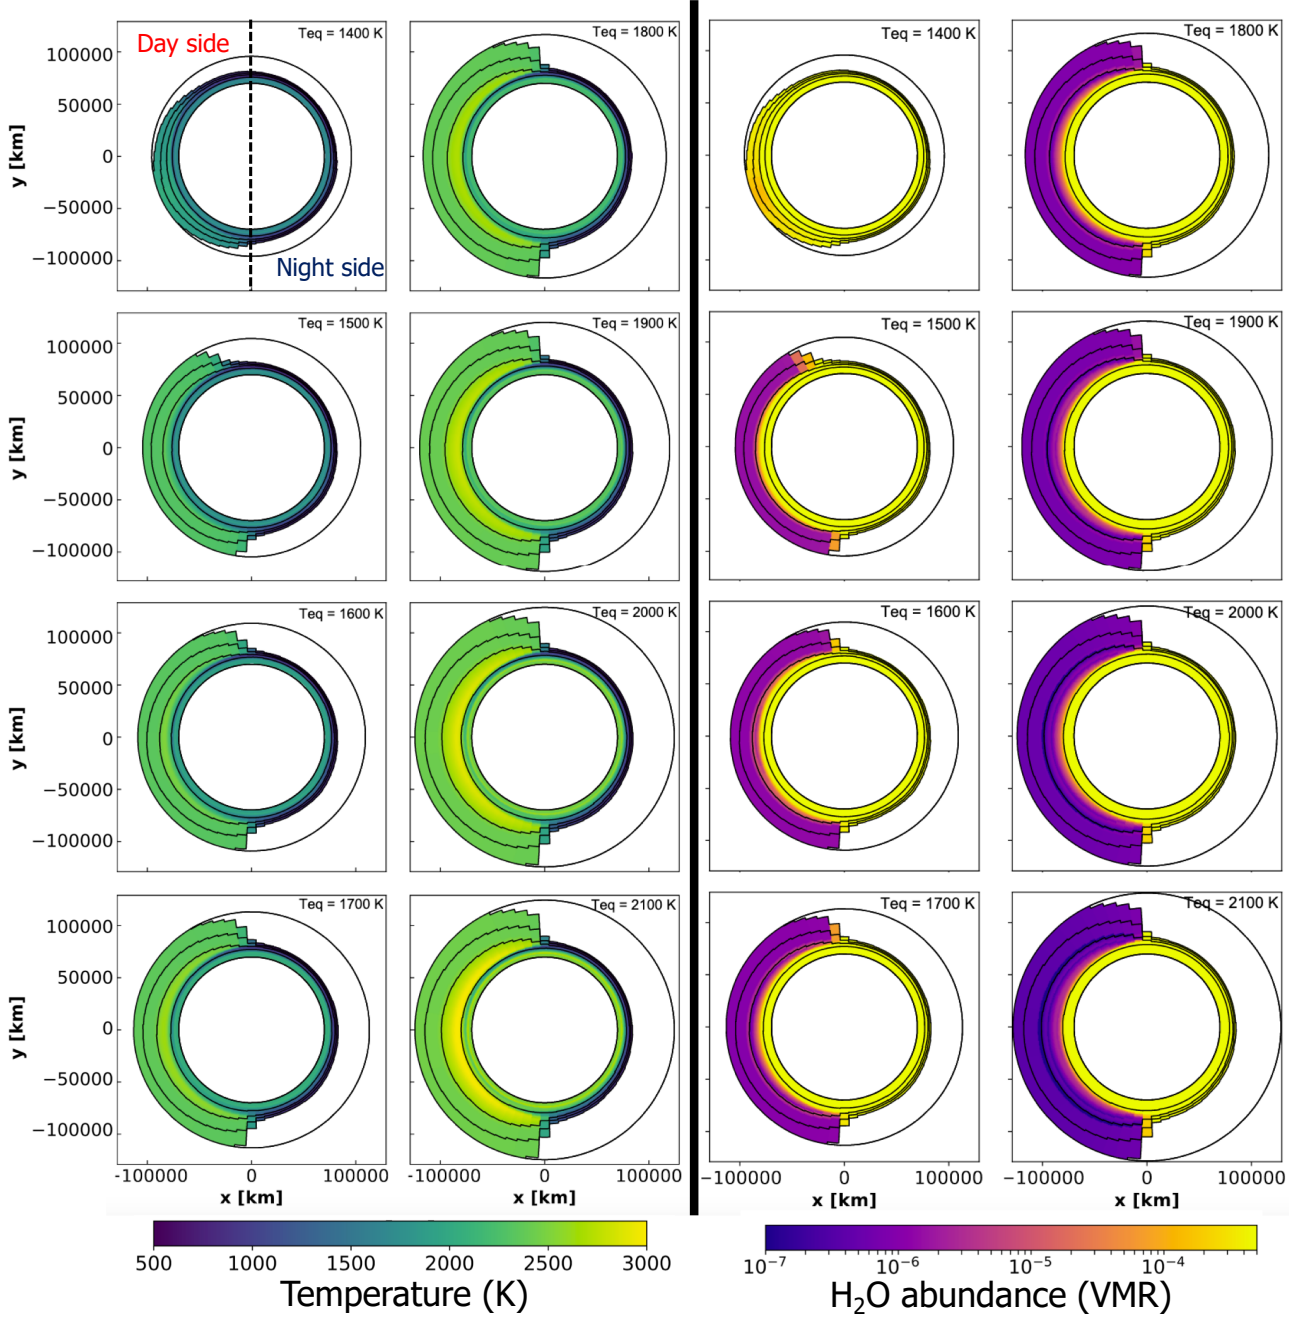 Day side
Night side
Teq = 1400 K
Teq = 1800 K
Teq = 1400 K
Teq = 1800 K
100000
50000
0
−50000
−100000
y [km]
Teq = 1500 K
Teq = 1900 K
Teq = 1500 K
Teq = 1900 K
100000
50000
0
−50000
−100000
y [km]
Teq = 1600 K
Teq = 2000 K
Teq = 1600 K
Teq = 2000 K
100000
50000
0
−50000
−100000
y [km]
Teq = 1700 K
Teq = 2100 K
Teq = 1700 K
Teq = 2100 K
100000
50000
0
−50000
−100000
y [km]
-100000 0 100000 -100000 0 100000 −100000 0 100000 −100000 0 100000
x [km] x [km] x [km] x [km]
500 1000 1500 2000 2500 3000
Temperature (K)
10⁻⁷ 10⁻⁶ 10⁻⁵ 10⁻⁴
H₂O abundance (VMR)